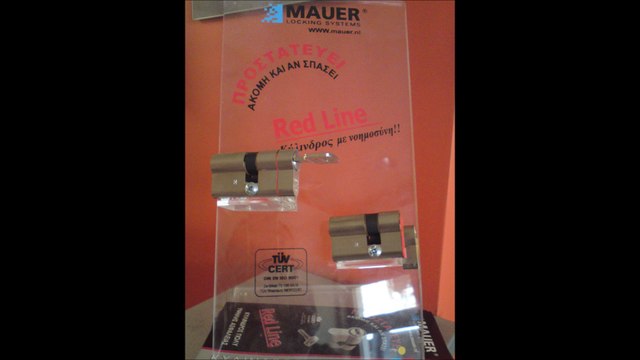 MAUER®
LOCKING SYSTEMS
www.mauer.nl
ΠΡΟΣΤΑΤΕΥΕΙ
ΑΚΟΜΗ ΚΑΙ ΑΝ ΣΠΑΣΕΙ
Red Line
Κύλινδρος με νοημοσύνη!!
TÜV
CERT
Red Line
MAUER